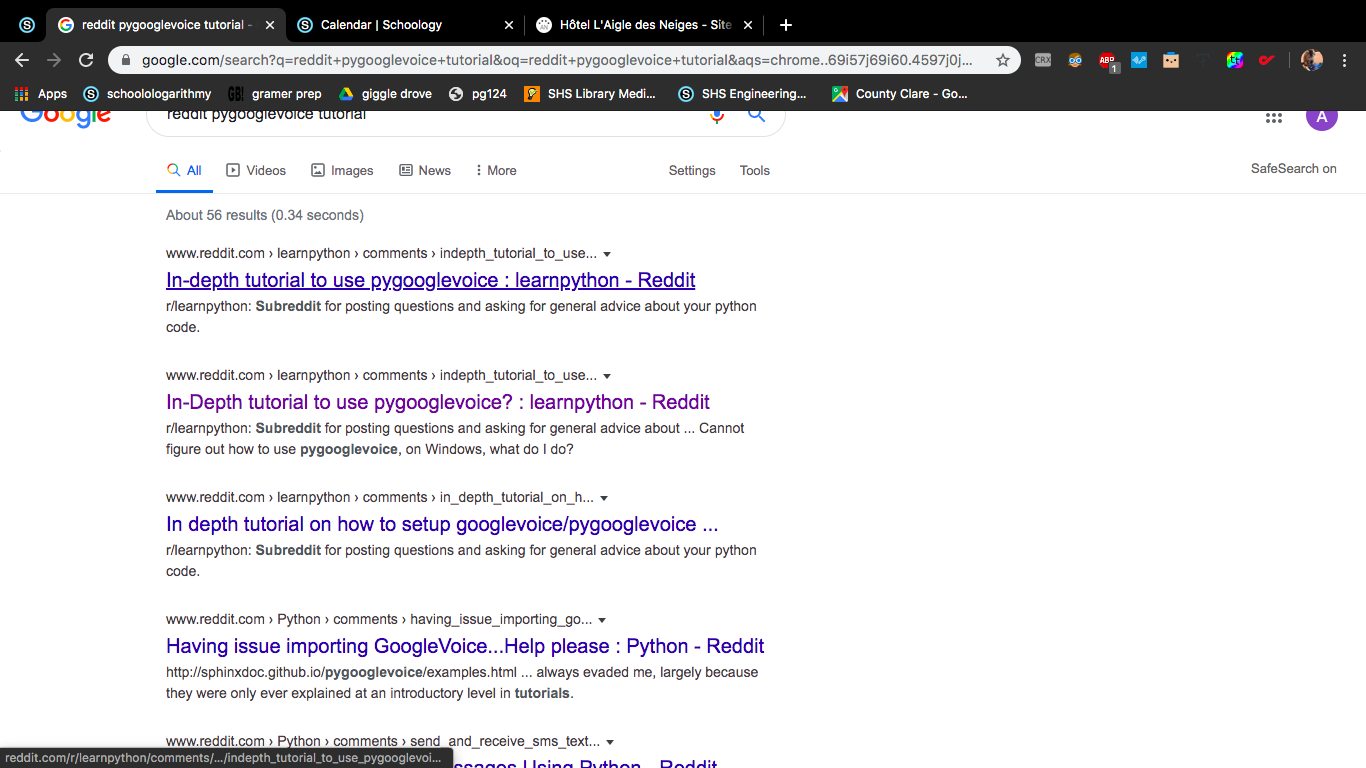 reddit pygooglevoice tutorial -
Calendar | Schoology
Hôtel L'Aigle des Neiges - Site
google.com/search?q=reddit+pygooglevoice+tutorial&oq=reddit+pygooglevoice+tutorial&aqs=chrome..69i57j69i60.4597j0j...
CRX
ABP
1
Apps
schoolologarithmy
GB!
gramer prep
giggle drove
pg124
SHS Library Medi...
SHS Engineering...
County Clare - Go...
Google
reddit pygooglevoice tutorial
A
All
Videos
Images
News
More
Settings
Tools
SafeSearch on
About 56 results (0.34 seconds)
www.reddit.com › learnpython › comments › indepth_tutorial_to_use...
In-depth tutorial to use pygooglevoice : learnpython - Reddit
r/learnpython: Subreddit for posting questions and asking for general advice about your python
code.
www.reddit.com › learnpython › comments › indepth_tutorial_to_use...
In-Depth tutorial to use pygooglevoice? : learnpython - Reddit
r/learnpython: Subreddit for posting questions and asking for general advice about ... Cannot
figure out how to use pygooglevoice, on Windows, what do I do?
www.reddit.com › learnpython › comments › in_depth_tutorial_on_h...
In depth tutorial on how to setup googlevoice/pygooglevoice ...
r/learnpython: Subreddit for posting questions and asking for general advice about your python
code.
www.reddit.com › Python › comments › having_issue_importing_go...
Having issue importing GoogleVoice...Help please : Python - Reddit
http://sphinxdoc.github.io/pygooglevoice/examples.html ... always evaded me, largely because
they were only ever explained at an introductory level in tutorials.
www.reddit.com › Python › comments › send_and_receive_sms_text...
ssages Using Python - Reddit
reddit.com/r/learnpython/comments/.../indepth_tutorial_to_use_pygooglevoi...